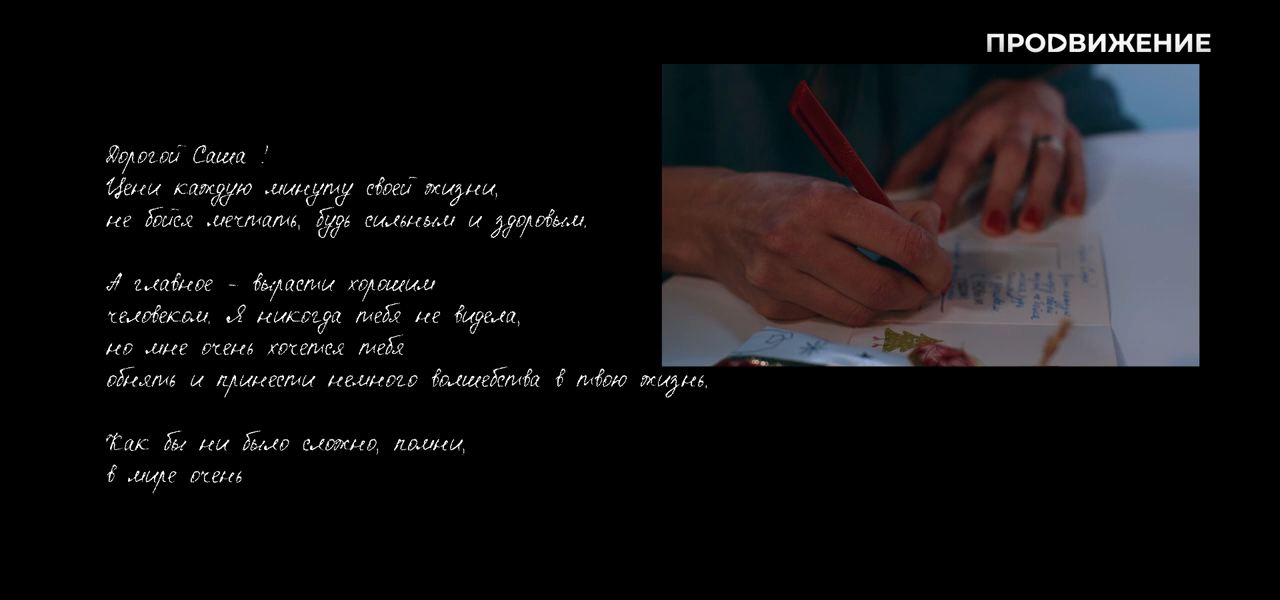 ПРОДВИЖЕНИЕ
Дорогой Саша !
Цени каждую минуту своей жизни,
не бойся мечтать, будь сильным и здоровым.
А главное - вырасти хорошим
человеком. Я никогда тебя не видела,
но мне очень хочется тебя
обнять и принести немного волшебства в твою жизнь.
Как бы ни было сложно, помни,
в мире очень